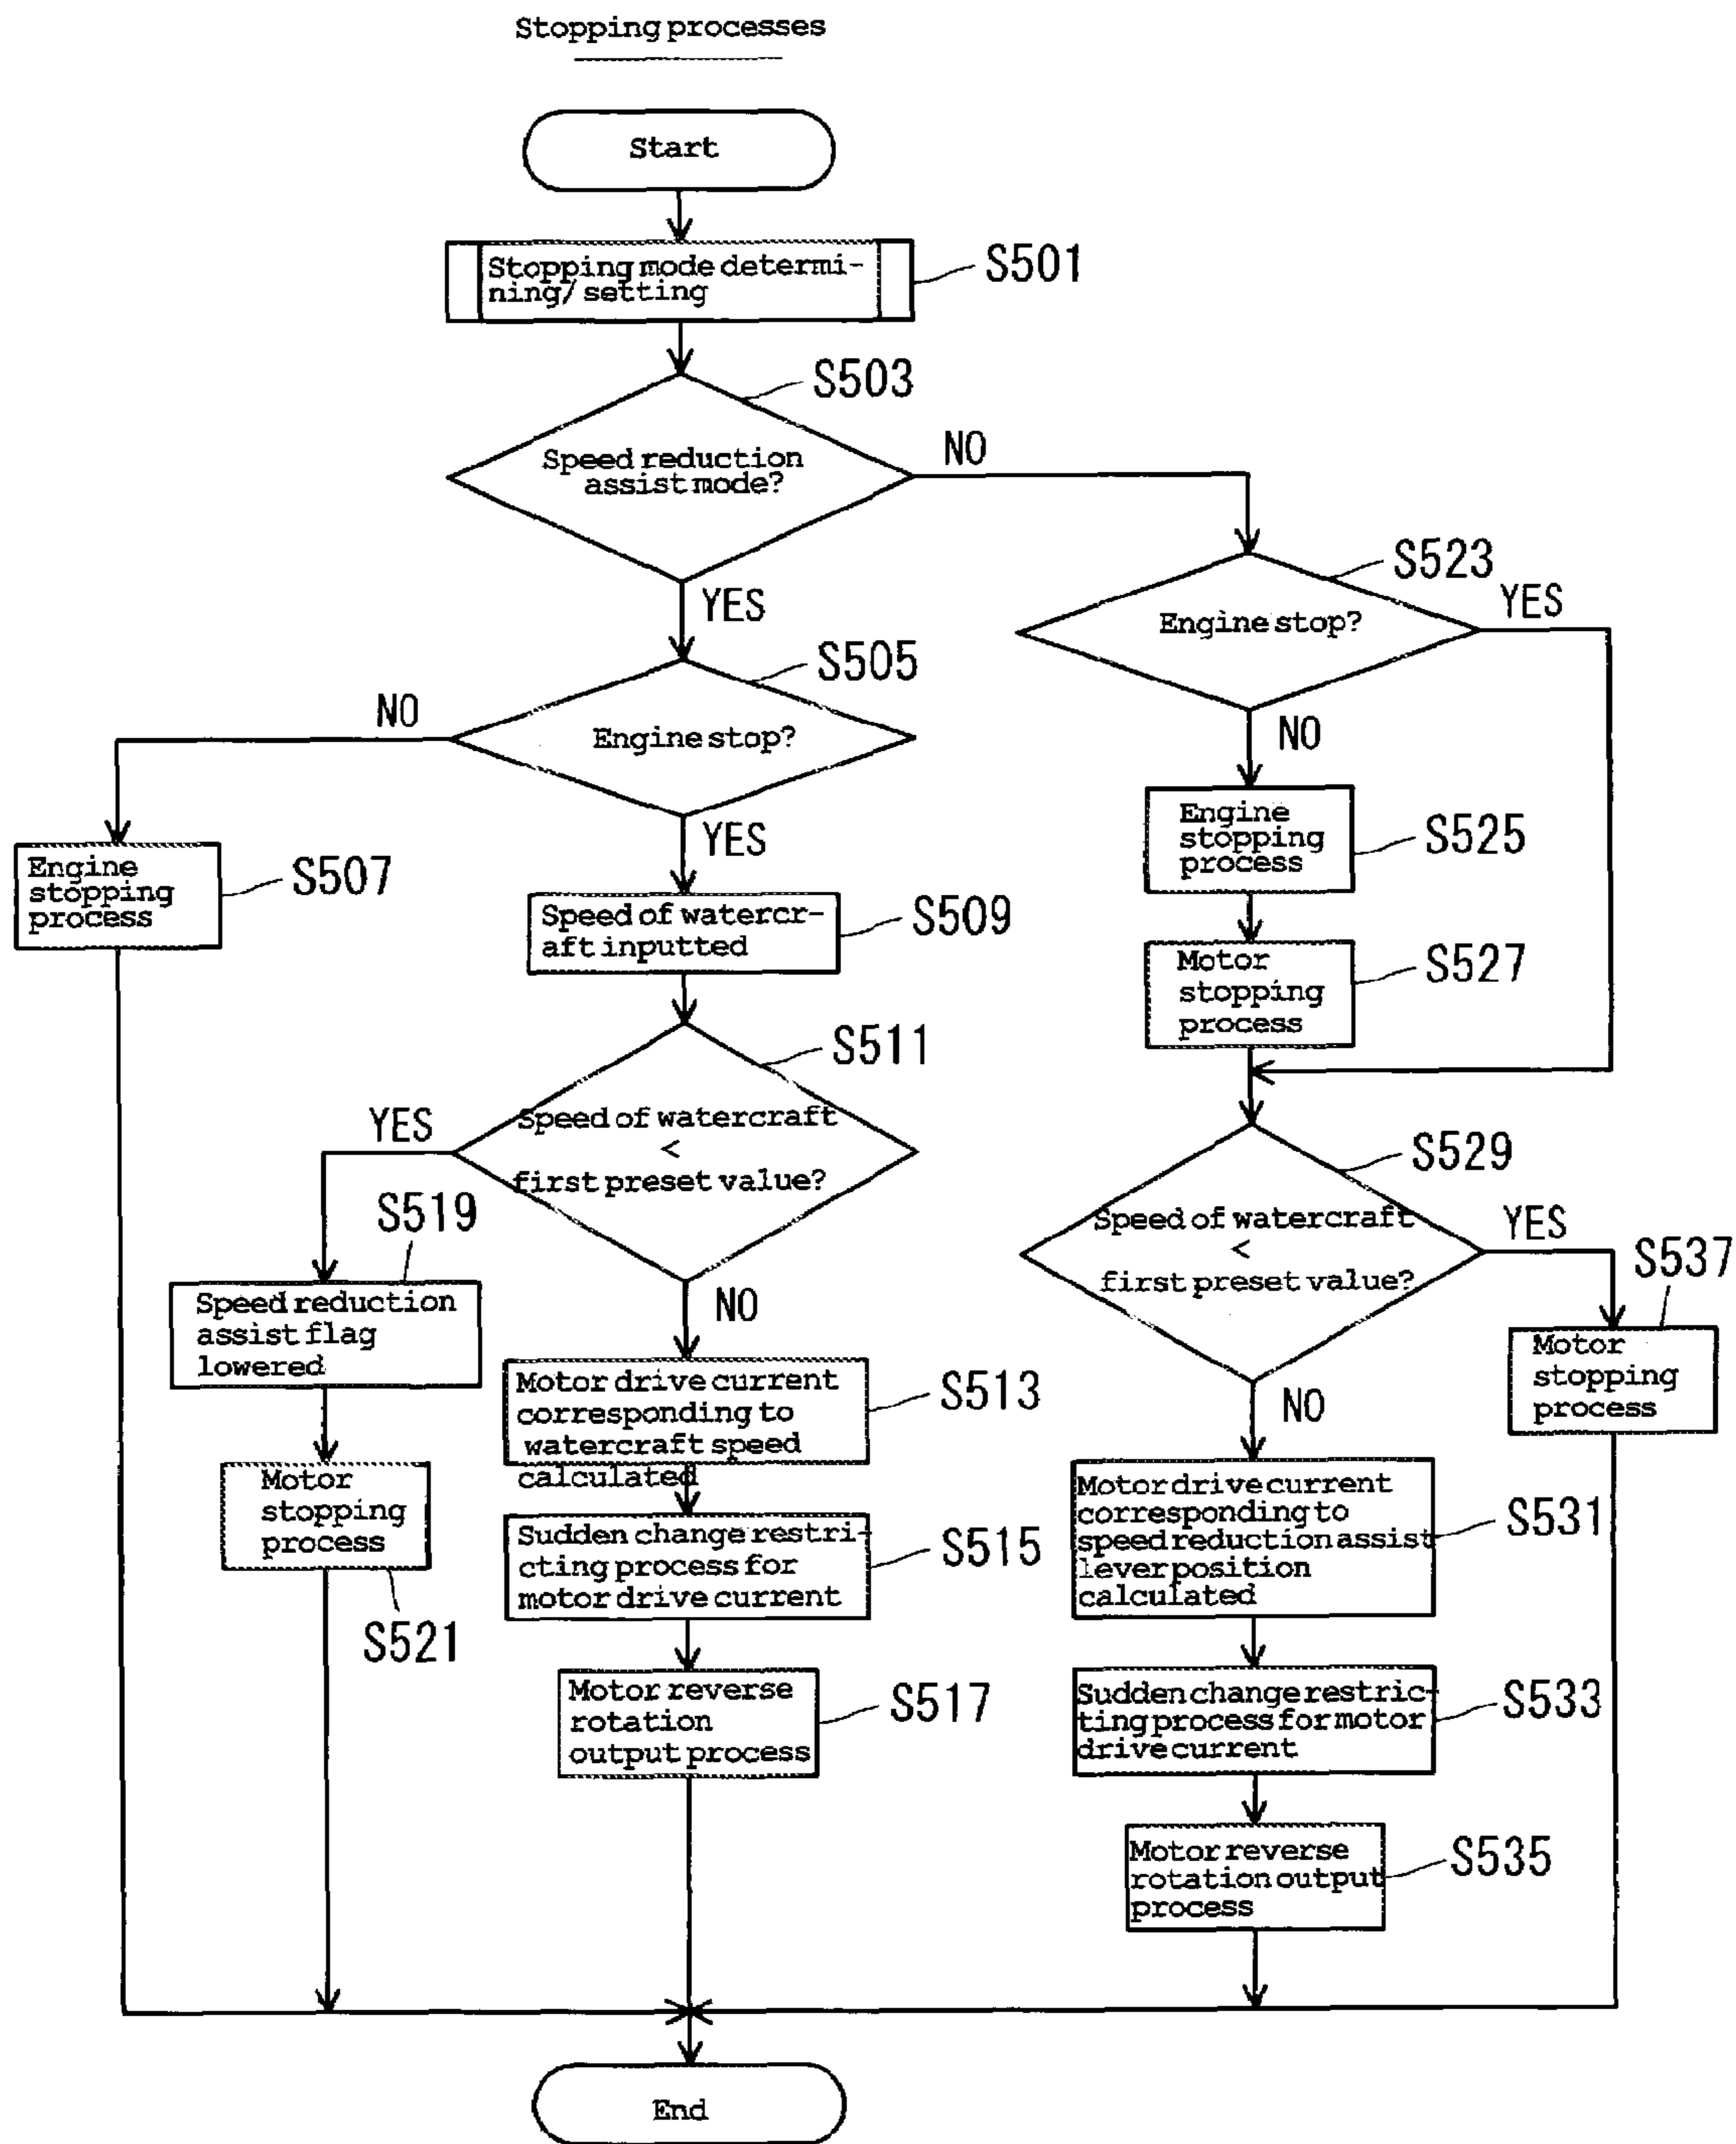 Stopping processes
Start
Stopping mode determi-
ning/setting
S501
S503
Speed reduction
assist mode?
NO
YES
S523
Engine stop?
YES
NO
S505
Engine stop?
NO
YES
Engine
stopping
process
S507
Speed of watercr-
aft inputted
S509
Engine
stopping
process
S525
Motor
stopping
process
S527
S511
Speed of watercraft
<
first preset value?
YES
NO
S529
Speed of watercraft
<
first preset value?
YES
NO
S519
Speed reduction
assist flag
lowered
Motor
stopping
process
S521
Motor drive current
corresponding to
watercraft speed
calculated
S513
Sudden change restri-
cting process for
motor drive current
S515
Motor reverse
rotation
output process
S517
S537
Motor
stopping
process
Motor drive current
corresponding to
speed reduction assist
lever position
calculated
S531
Sudden change restric-
ting process for motor
drive current
S533
Motor reverse
rotation output
process
S535
End